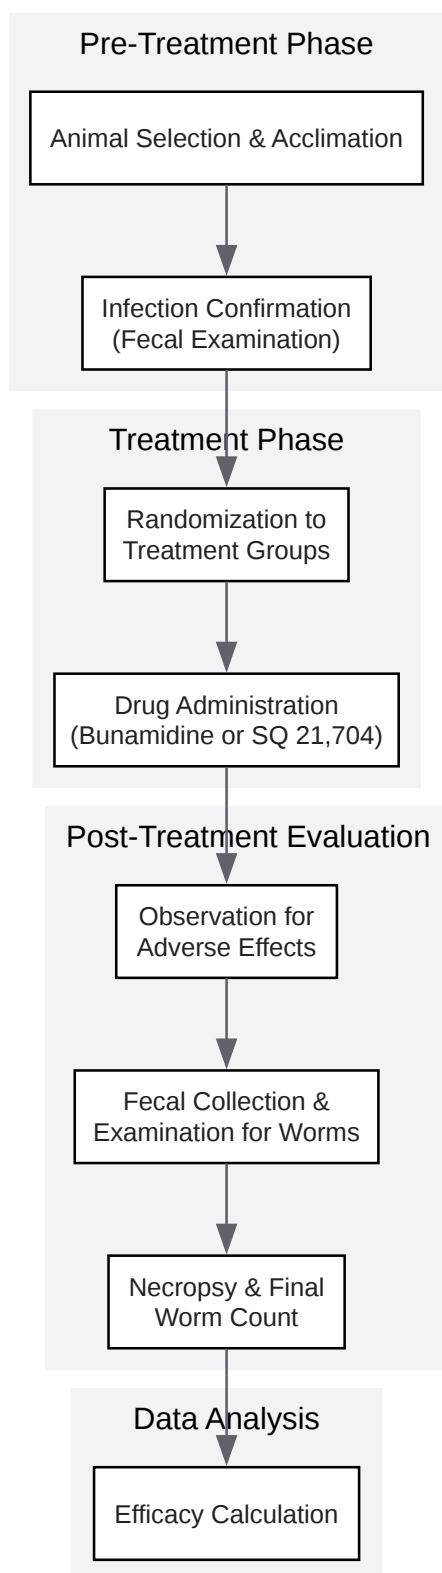 Pre-Treatment Phase
Animal Selection & Acclimation
Infection Confirmation
(Fecal Examination)
Treatment Phase
Randomization to
Treatment Groups
Drug Administration
(Bunamidine or SQ 21,704)
Post-Treatment Evaluation
Observation for
Adverse Effects
Fecal Collection &
Examination for Worms
Necropsy & Final
Worm Count
Data Analysis
Efficacy Calculation